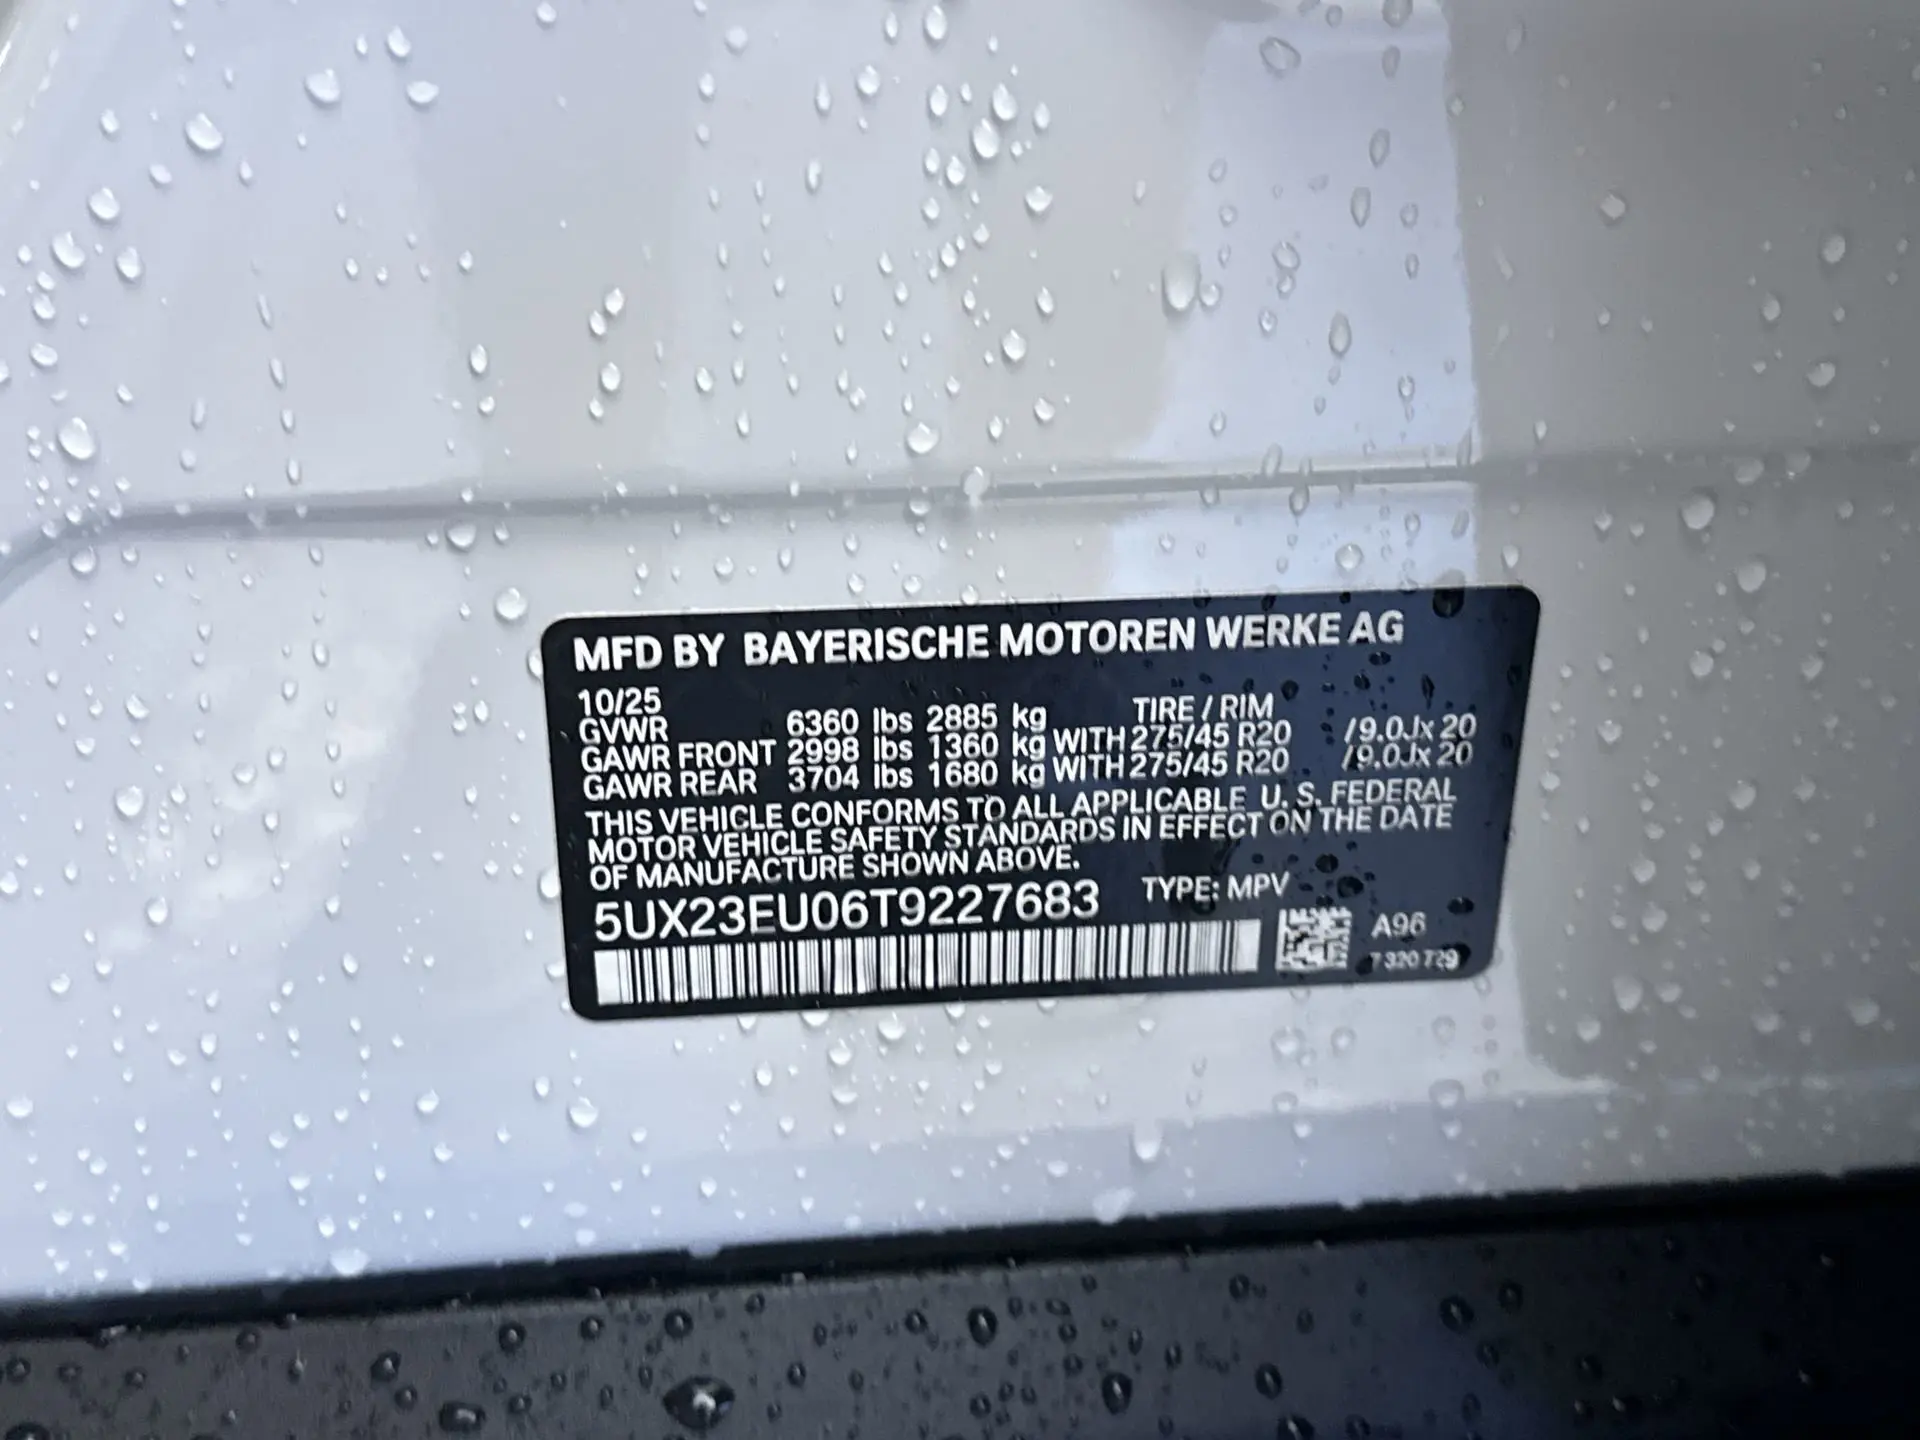 MFD BY BAYERISCHE MOTOREN WERKE AG
10/25
GVWR 6360 lbs 2885 kg TIRE / RIM
GAWR FRONT 2998 lbs 1360 kg WITH 275/45 R20 /9.0Jx 20
GAWR REAR 3704 lbs 1680 kg WITH 275/45 R20 /9.0Jx 20
THIS VEHICLE CONFORMS TO ALL APPLICABLE U. S. FEDERAL
MOTOR VEHICLE SAFETY STANDARDS IN EFFECT ON THE DATE
OF MANUFACTURE SHOWN ABOVE.
5UX23EU06T9227683 TYPE: MPV
A96
7 320 729